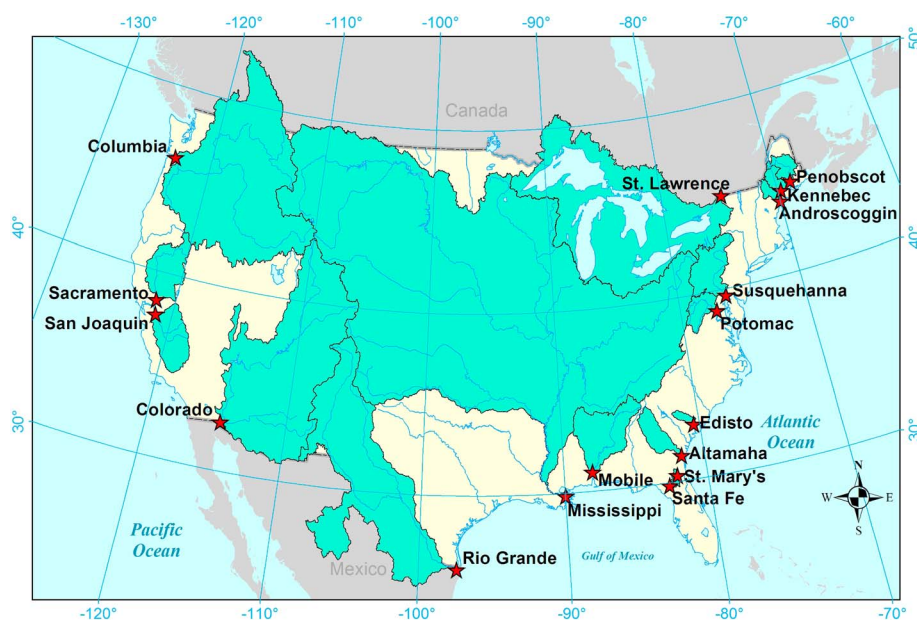 -130° -120° -110° -100° -90° -80° -70° -60°
50°
Canada
Columbia
St. Lawrence
Penobscot
Kennebec
Androscoggin
40°
40°
Sacramento
San Joaquin
Susquehanna
Potomac
Colorado
Edisto
Atlantic
Ocean
30°
30°
Altamaha
St. Mary's
Santa Fe
Mobile
Mississippi
N
W E
S
Pacific
Ocean
Gulf of Mexico
Rio Grande
Mexico
-120° -110° -100° -90° -80° -70°